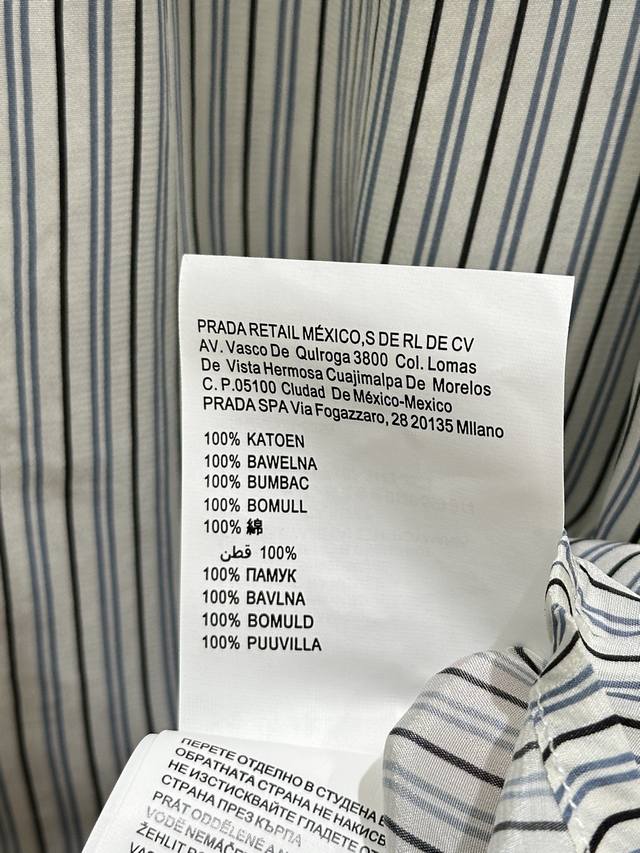 PRADA RETAIL MÉXICO,S DE RL DE CV
AV. Vasco De Qulroga 3800 Col. Lomas
De Vista Hermosa Cuajimalpa De Morelos
C. P.05100 Cludad De México-Mexico
PRADA SPA Via Fogazzaro, 28 20135 Mllano
100% KATOEN
100% BAWELNA
100% BUMBAC
100% BOMULL
100% 綿
100% قطن
100% ПАМУК
100% BAVLNA
100% BOMULD
100% PUUVILLA
ПЕРЕТЕ ОТДЕЛНО В СТУДЕНА
ОБРАТНАТА СТРАНА НЕ НАКИСВ
НЕ ИЗСТИСКВАЙТЕ ГЛАДЕТЕ ОТ
СТРАНА ПРЕЗ КЪРПА
PRÁT ODDĚLENĚ A
VODĚ NEMÁČE
ŽEHLIT